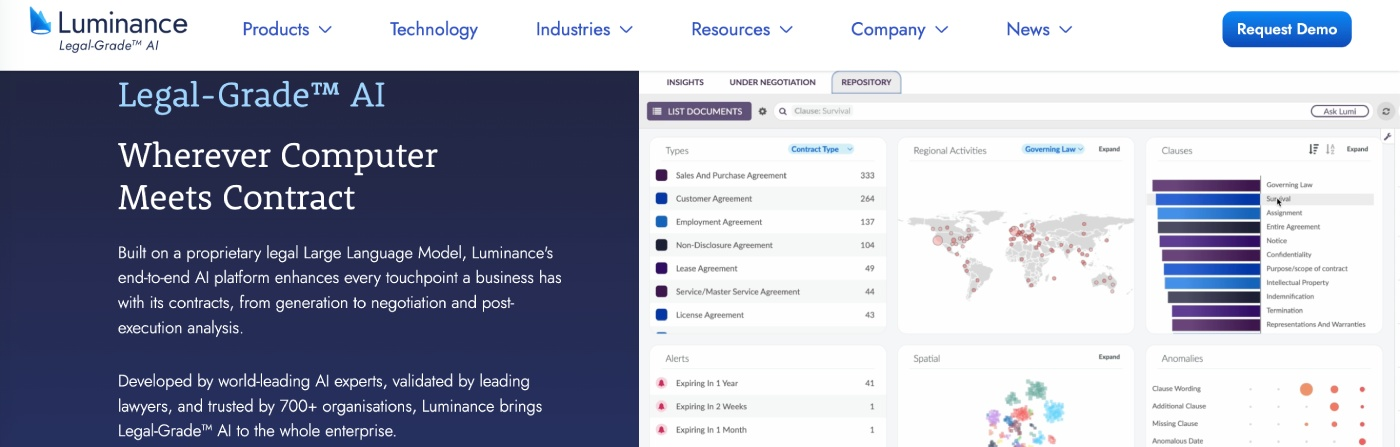 Luminance
Legal-Grade™ AI
Products
Technology
Industries
Resources
Company
News
Request Demo
Legal-Grade™ AI
Wherever Computer
Meets Contract
Built on a proprietary legal Large Language Model, Luminance's
end-to-end AI platform enhances every touchpoint a business has
with its contracts, from generation to negotiation and post-
execution analysis.
Developed by world-leading AI experts, validated by leading
lawyers, and trusted by 700+ organisations, Luminance brings
Legal-Grade™ AI to the whole enterprise.
INSIGHTS
UNDER NEGOTIATION
REPOSITORY
LIST DOCUMENTS
Clause: Survival
Ask Lumi
Types
Contract Type
Sales And Purchase Agreement 333
Customer Agreement 264
Employment Agreement 137
Non-Disclosure Agreement 104
Lease Agreement 49
Service/Master Service Agreement 44
License Agreement 43
Regional Activities
Governing Law
Expand
Clauses
Expand
Governing Law
Survival
Assignment
Entire Agreement
Notice
Confidentiality
Purpose/scope of contract
Intellectual Property
Indemnification
Termination
Representations And Warranties
Alerts
Expiring In 1 Year 41
Expiring In 2 Weeks 1
Expiring In 1 Month 1
Spatial
Expand
Anomalies
Clause Wording
Additional Clause
Missing Clause
Anomalous Date